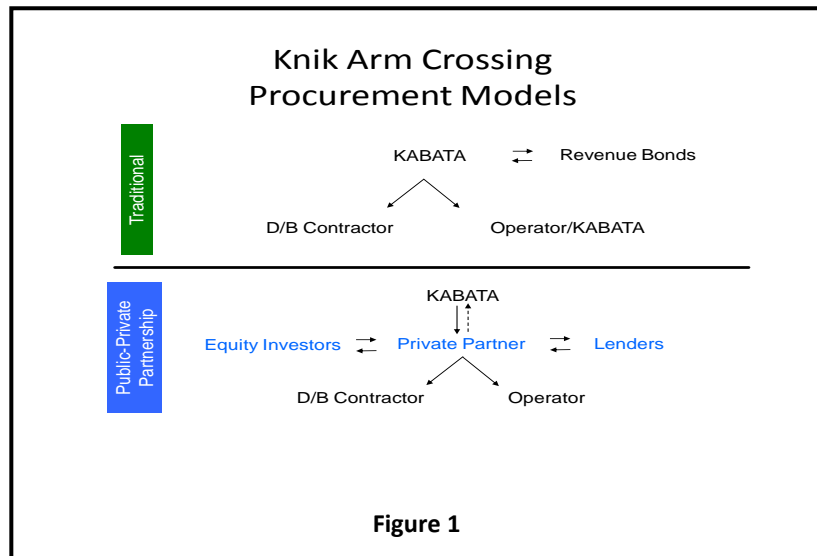 Knik Arm Crossing
Procurement Models
Traditional
KABATA
Revenue Bonds
D/B Contractor
Operator/KABATA
Public-Private
Partnership
KABATA
Equity Investors
Private Partner
Lenders
D/B Contractor
Operator
Figure 1